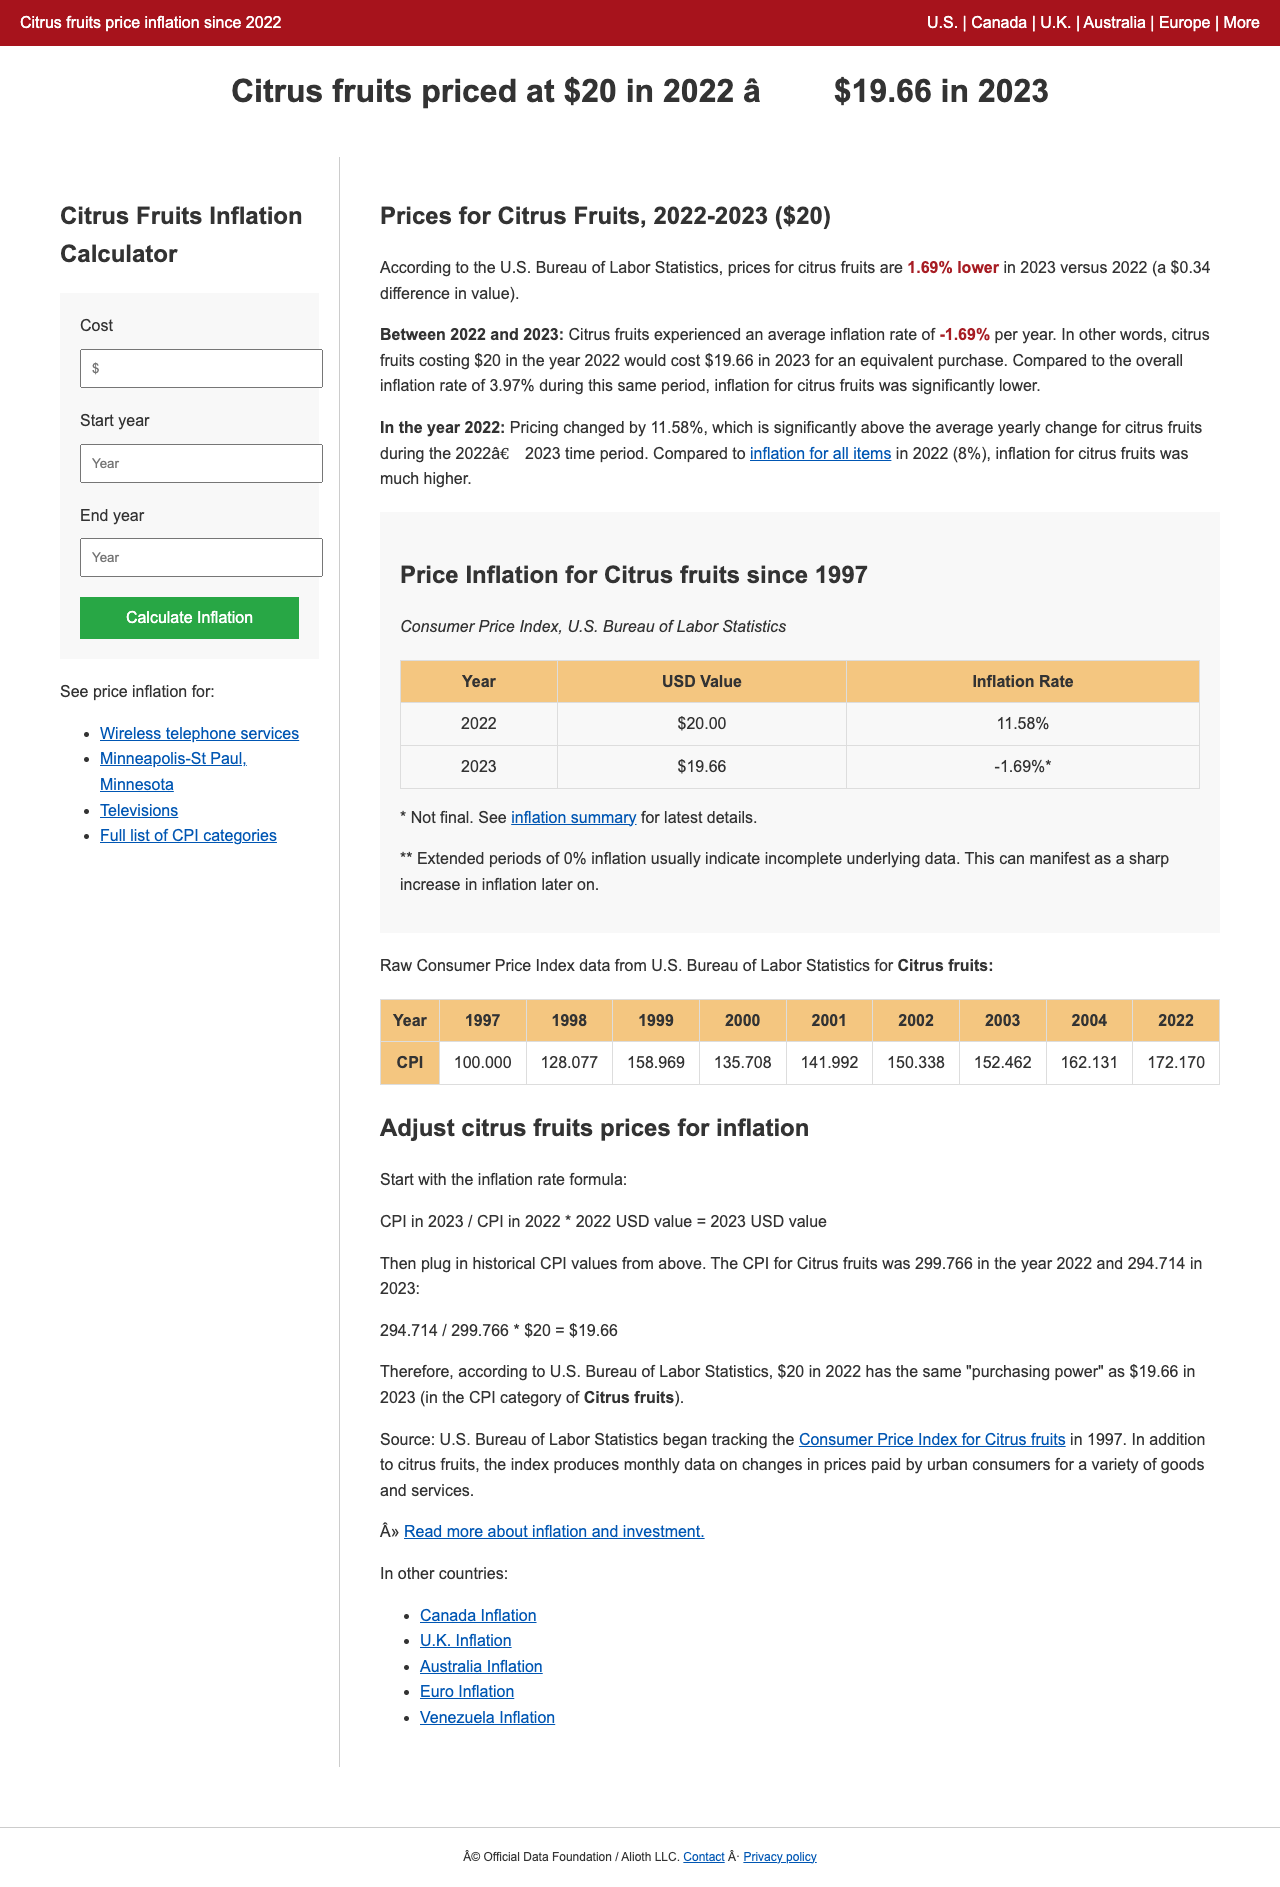 Citrus fruits price inflation since 2022
U.S. | Canada | U.K. | Australia | Europe | More
Citrus fruits priced at $20 in 2022 â $19.66 in 2023
Citrus Fruits Inflation
Calculator
Cost
$
Start year
Year
End year
Year
Calculate Inflation
See price inflation for:
• Wireless telephone services
• Minneapolis-St Paul,
Minnesota
• Televisions
• Full list of CPI categories
Prices for Citrus Fruits, 2022-2023 ($20)
According to the U.S. Bureau of Labor Statistics, prices for citrus fruits are 1.69% lower in 2023 versus 2022 (a $0.34
difference in value).
Between 2022 and 2023: Citrus fruits experienced an average inflation rate of -1.69% per year. In other words, citrus
fruits costing $20 in the year 2022 would cost $19.66 in 2023 for an equivalent purchase. Compared to the overall
inflation rate of 3.97% during this same period, inflation for citrus fruits was significantly lower.
In the year 2022: Pricing changed by 11.58%, which is significantly above the average yearly change for citrus fruits
during the 2022â€ 2023 time period. Compared to inflation for all items in 2022 (8%), inflation for citrus fruits was
much higher.
Price Inflation for Citrus fruits since 1997
Consumer Price Index, U.S. Bureau of Labor Statistics
Year USD Value Inflation Rate
2022 $20.00 11.58%
2023 $19.66 -1.69%*
* Not final. See inflation summary for latest details.
** Extended periods of 0% inflation usually indicate incomplete underlying data. This can manifest as a sharp
increase in inflation later on.
Raw Consumer Price Index data from U.S. Bureau of Labor Statistics for Citrus fruits:
Year 1997 1998 1999 2000 2001 2002 2003 2004 2022
CPI 100.000 128.077 158.969 135.708 141.992 150.338 152.462 162.131 172.170
Adjust citrus fruits prices for inflation
Start with the inflation rate formula:
CPI in 2023 / CPI in 2022 * 2022 USD value = 2023 USD value
Then plug in historical CPI values from above. The CPI for Citrus fruits was 299.766 in the year 2022 and 294.714 in
2023:
294.714 / 299.766 * $20 = $19.66
Therefore, according to U.S. Bureau of Labor Statistics, $20 in 2022 has the same "purchasing power" as $19.66 in
2023 (in the CPI category of Citrus fruits).
Source: U.S. Bureau of Labor Statistics began tracking the Consumer Price Index for Citrus fruits in 1997. In addition
to citrus fruits, the index produces monthly data on changes in prices paid by urban consumers for a variety of goods
and services.
Â» Read more about inflation and investment.
In other countries:
• Canada Inflation
• U.K. Inflation
• Australia Inflation
• Euro Inflation
• Venezuela Inflation
Â© Official Data Foundation / Alioth LLC. Contact Â· Privacy policy